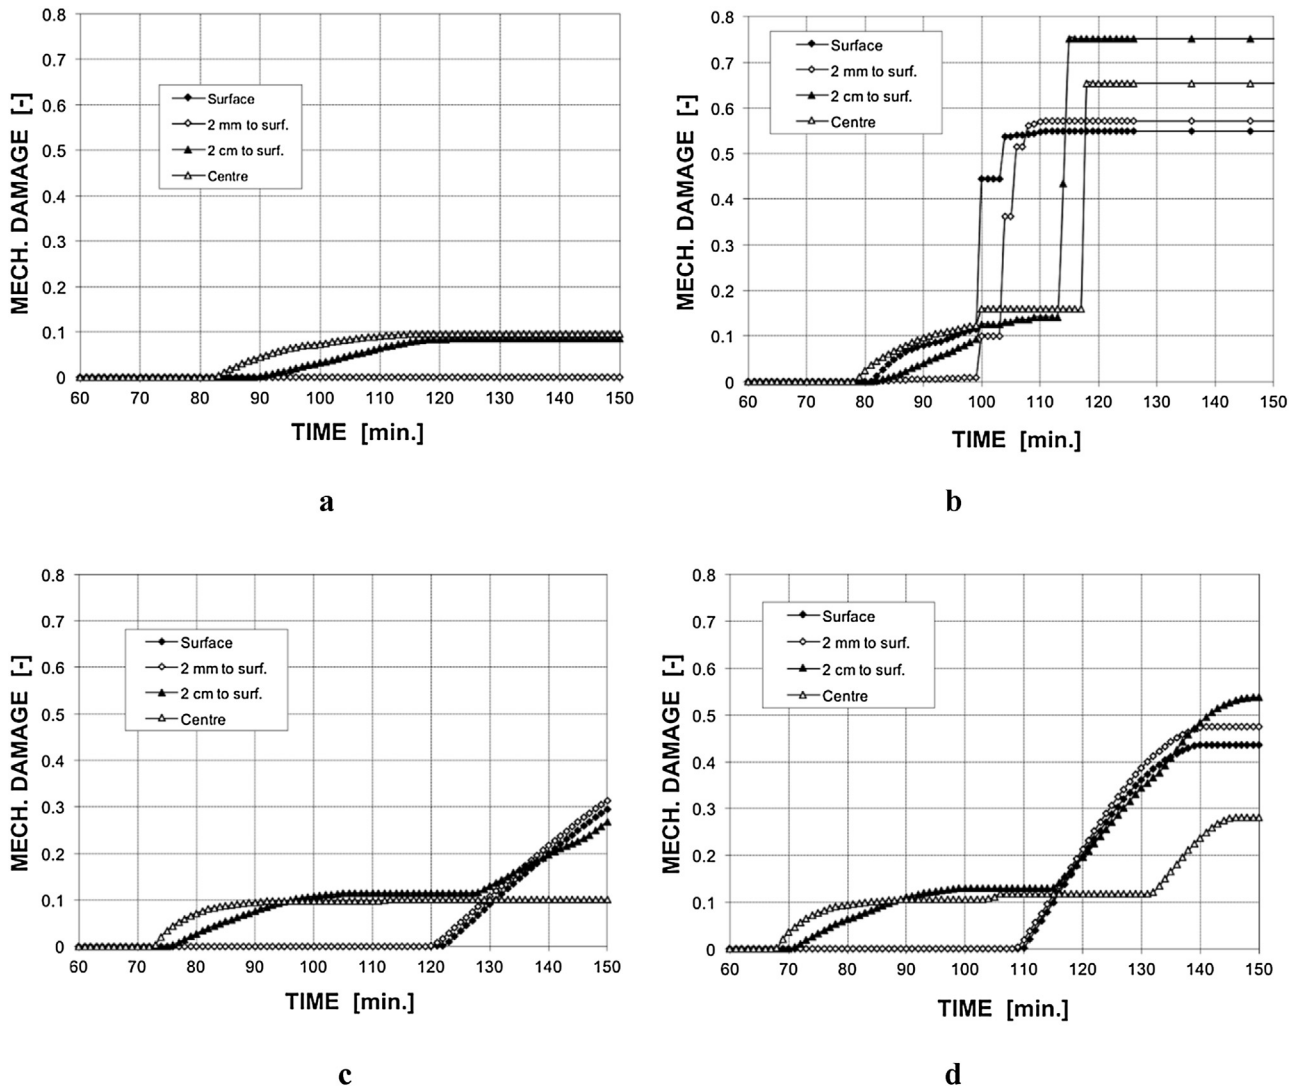 0.8
0.7
0.6
0.5
0.4
0.3
0.2
0.1
0
MECH. DAMAGE [-]
Surface
2 mm to surf.
2 cm to surf.
Centre
60 70 80 90 100 110 120 130 140 150
TIME [min.]
a
0.8
0.7
0.6
0.5
0.4
0.3
0.2
0.1
0
MECH. DAMAGE [-]
Surface
2 mm to surf.
2 cm to surf.
Centre
60 70 80 90 100 110 120 130 140 150
TIME [min.]
b
0.8
0.7
0.6
0.5
0.4
0.3
0.2
0.1
0
MECH. DAMAGE [-]
Surface
2 mm to surf.
2 cm to surf.
Centre
60 70 80 90 100 110 120 130 140 150
TIME [min.]
c
0.8
0.7
0.6
0.5
0.4
0.3
0.2
0.1
0
MECH. DAMAGE [-]
Surface
2 mm to surf.
2 cm to surf.
Centre
60 70 80 90 100 110 120 130 140 150
TIME [min.]
d